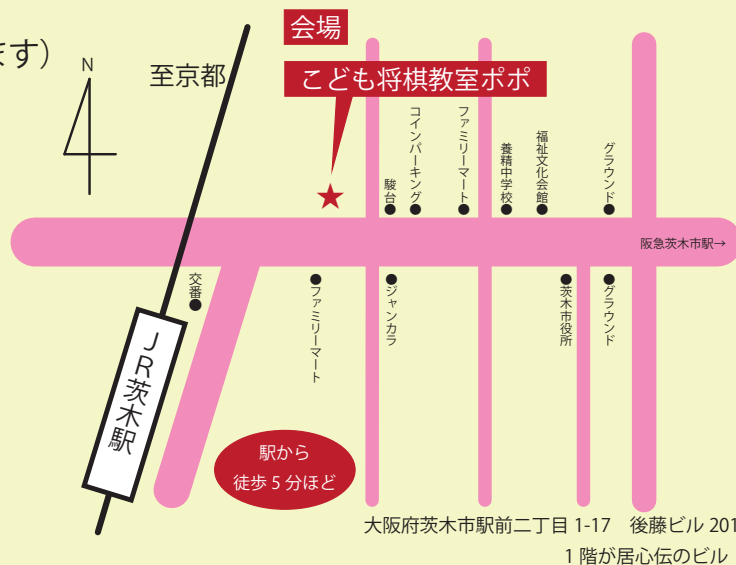 ます）
N
至京都
会場
こども将棋教室ポポ
駿台
コインパーキング
ファミリーマート
養精中学校
福祉文化会館
グラウンド
阪急茨木市駅→
交番
ファミリーマート
ジャンカラ
茨木市役所
グラウンド
JR茨木駅
駅から
徒歩 5 分ほど
大阪府茨木市駅前二丁目 1-17　後藤ビル 201
1 階が居心伝のビル